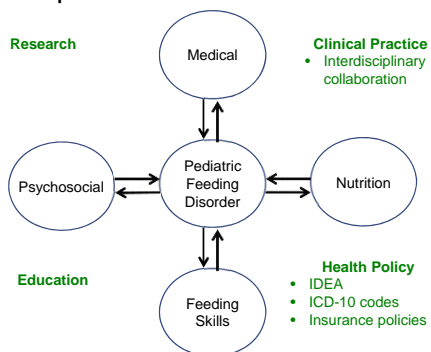 Research
Medical
Clinical Practice
• Interdisciplinary
collaboration
Psychosocial
Pediatric
Feeding
Disorder
Nutrition
Education
Feeding
Skills
Health Policy
• IDEA
• ICD-10 codes
• Insurance policies